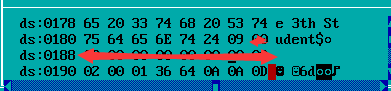 ds:0178 65 20 33 74 68 20 53 74 e 3th St
ds:0180 75 64 65 6E 74 24 09 udent$○
ds:0188
ds:0190 02 00 01 36 64 0A 0A 0D 6d